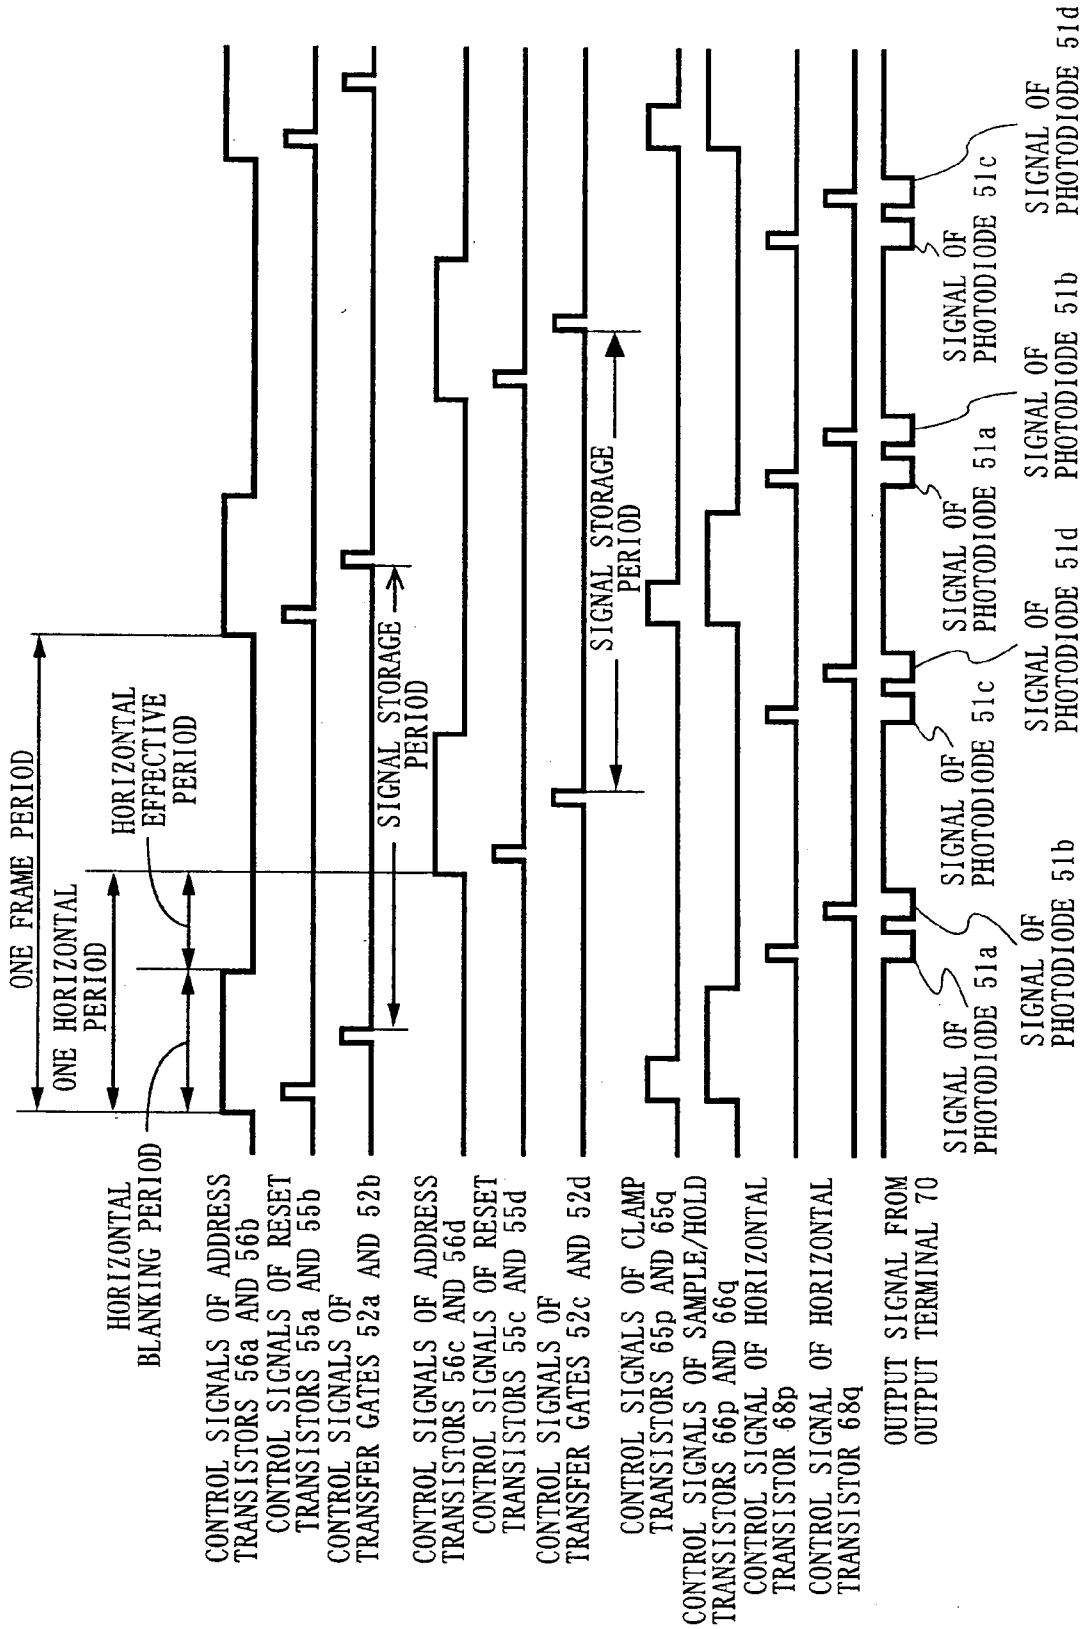 ONE FRAME PERIOD
ONE HORIZONTAL
PERIOD
HORIZONTAL
EFFECTIVE
PERIOD
HORIZONTAL
BLANKING PERIOD
CONTROL SIGNALS OF ADDRESS
TRANSISTORS 56a AND 56b
CONTROL SIGNALS OF RESET
TRANSISTORS 55a AND 55b
CONTROL SIGNALS OF
TRANSFER GATES 52a AND 52b
SIGNAL STORAGE
PERIOD
CONTROL SIGNALS OF ADDRESS
TRANSISTORS 56c AND 56d
CONTROL SIGNALS OF RESET
TRANSISTORS 55c AND 55d
CONTROL SIGNALS OF
TRANSFER GATES 52c AND 52d
SIGNAL STORAGE
PERIOD
CONTROL SIGNALS OF CLAMP
TRANSISTORS 65p AND 65q
CONTROL SIGNALS OF SAMPLE/HOLD
TRANSISTORS 66p AND 66q
CONTROL SIGNAL OF HORIZONTAL
TRANSISTOR 68p
CONTROL SIGNAL OF HORIZONTAL
TRANSISTOR 68q
OUTPUT SIGNAL FROM
OUTPUT TERMINAL 70
SIGNAL OF
PHOTODIODE 51a
SIGNAL OF
PHOTODIODE 51b
SIGNAL OF
PHOTODIODE 51c
SIGNAL OF
PHOTODIODE 51d
SIGNAL OF
PHOTODIODE 51a
SIGNAL OF
PHOTODIODE 51b
SIGNAL OF
PHOTODIODE 51c
SIGNAL OF
PHOTODIODE 51d